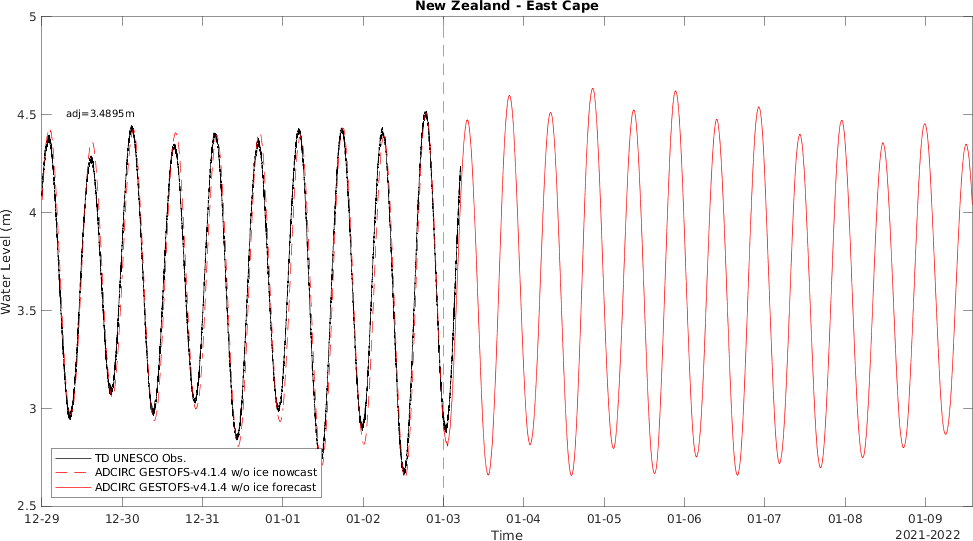 New Zealand - East Cape
5
4.5
4
3.5
3
2.5
Water Level (m)
adj=3.4895m
TD UNESCO Obs.
ADCIRC GESTOFS-v4.1.4 w/o ice nowcast
ADCIRC GESTOFS-v4.1.4 w/o ice forecast
12-29 12-30 12-31 01-01 01-02 01-03 01-04 01-05 01-06 01-07 01-08 01-09
Time
2021-2022